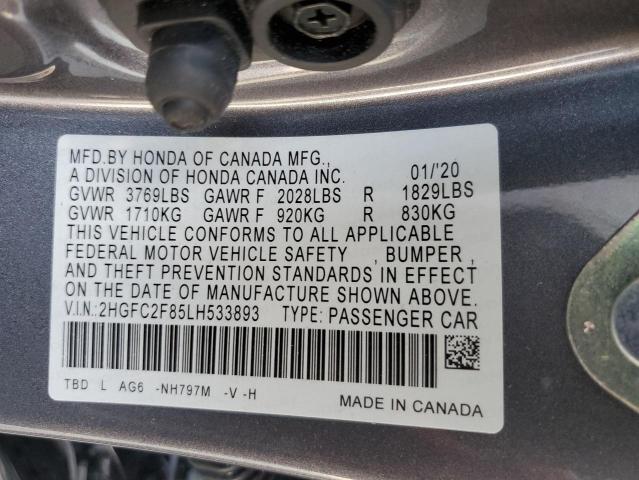 MFD.BY HONDA OF CANADA MFG.,
A DIVISION OF HONDA CANADA INC. 01/'20
GVWR 3769LBS GAWR F 2028LBS R 1829LBS
GVWR 1710KG GAWR F 920KG R 830KG
THIS VEHICLE CONFORMS TO ALL APPLICABLE
FEDERAL MOTOR VEHICLE SAFETY , BUMPER ,
AND THEFT PREVENTION STANDARDS IN EFFECT
ON THE DATE OF MANUFACTURE SHOWN ABOVE.
V.I.N.:2HGFC2F85LH533893 TYPE: PASSENGER CAR
TBD L AG6 -NH797M -V -H
MADE IN CANADA